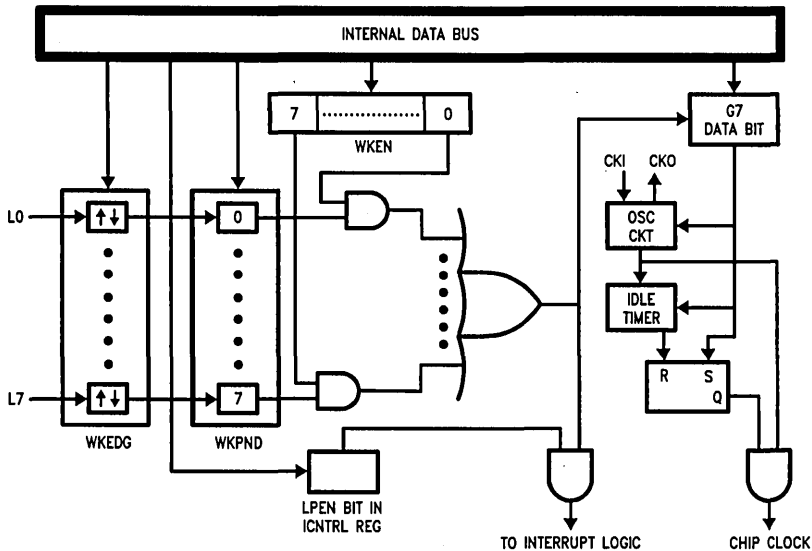 INTERNAL DATA BUS
7 0
WKEN
G7
DATA BIT
CKI CKO
OSC
CKT
IDLE
TIMER
R S
Q
L0
0
L7
7
WKEDG
WKPND
LPEN BIT IN
ICNTRL REG
TO INTERRUPT LOGIC
CHIP CLOCK